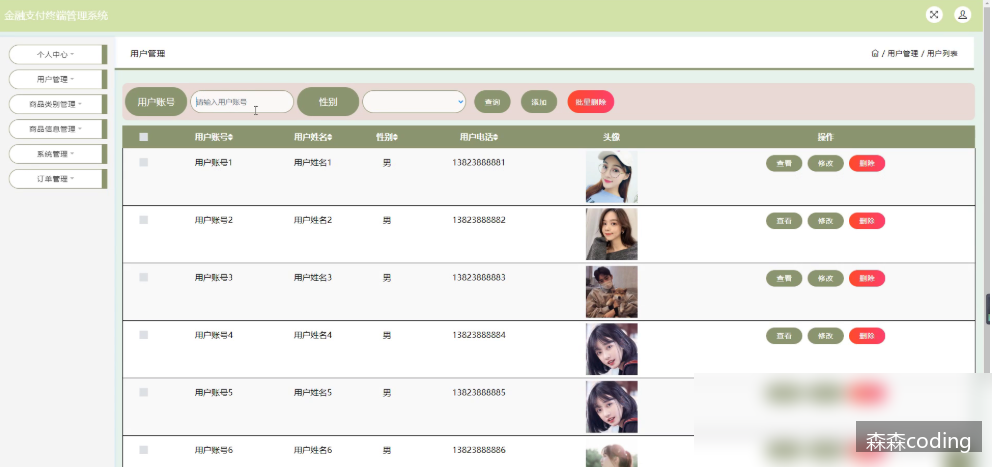 金融支付终端管理系统
个人中心
用户管理
商品类别管理
商品信息管理
系统管理
订单管理
用户管理
/ 用户管理 / 用户列表
用户账号 请输入用户账号 性别 查询 添加 批量删除
用户账号 用户姓名 性别 用户电话 头像 操作
用户账号1 用户姓名1 男 13823888881 查看 修改 删除
用户账号2 用户姓名2 男 13823888882 查看 修改 删除
用户账号3 用户姓名3 男 13823888883 查看 修改 删除
用户账号4 用户姓名4 男 13823888884 查看 修改 删除
用户账号5 用户姓名5 男 13823888885
用户账号6 用户姓名6 男 13823888886
森森coding